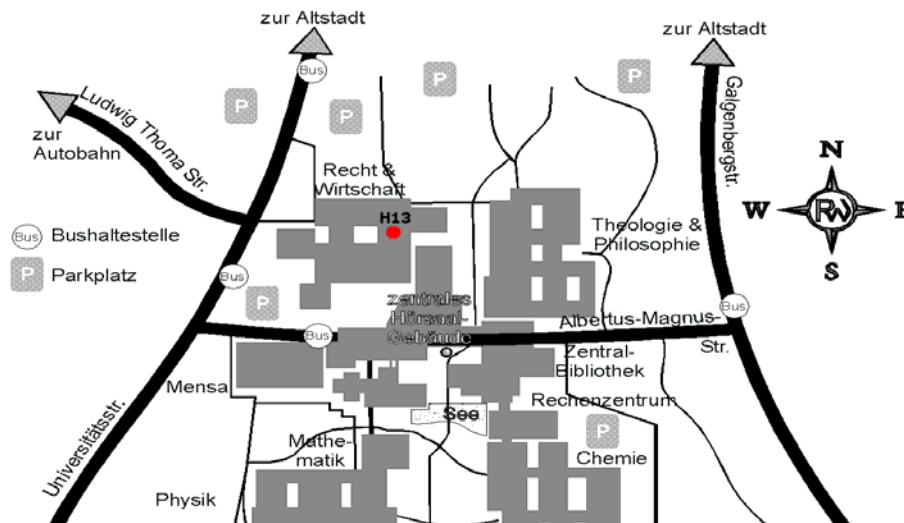 zur Altstadt
zur Altstadt
Bus
P
P
P
P
Ludwig Thoma Str.
zur
Autobahn
Galgenbergstr.
Recht &
Wirtschaft
H13
N
W
RW
E
S
Theologie &
Philosophie
Bus Bushaltestelle
P Parkplatz
Bus
P
zentrales
Hörsaal-
Gebäude
Bus
Bus
Albertus-Magnus-
Str.
Zentral-
Bibliothek
Mensa
Rechonzentrum
See
P
Universitätsstr.
Mathe-
matik
Chemie
Physik